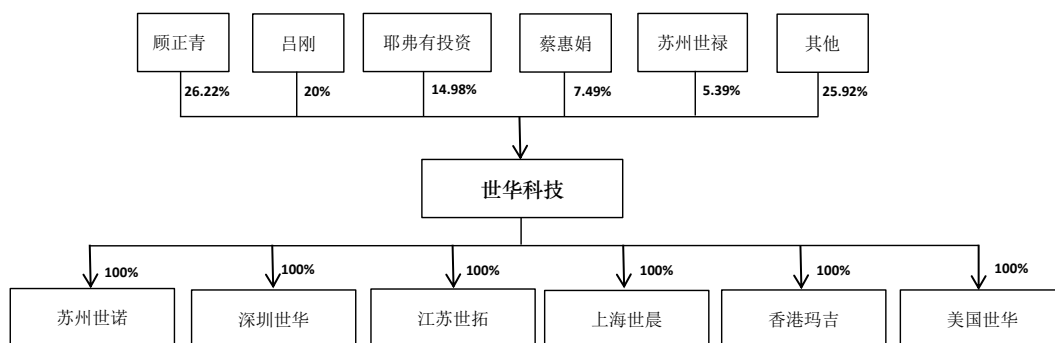 顾正青 吕刚 耶弗有投资 蔡惠娟 苏州世禄 其他
26.22% 20% 14.98% 7.49% 5.39% 25.92%
世华科技
100% 100% 100% 100% 100% 100%
苏州世诺 深圳世华 江苏世拓 上海世晨 香港玛吉 美国世华